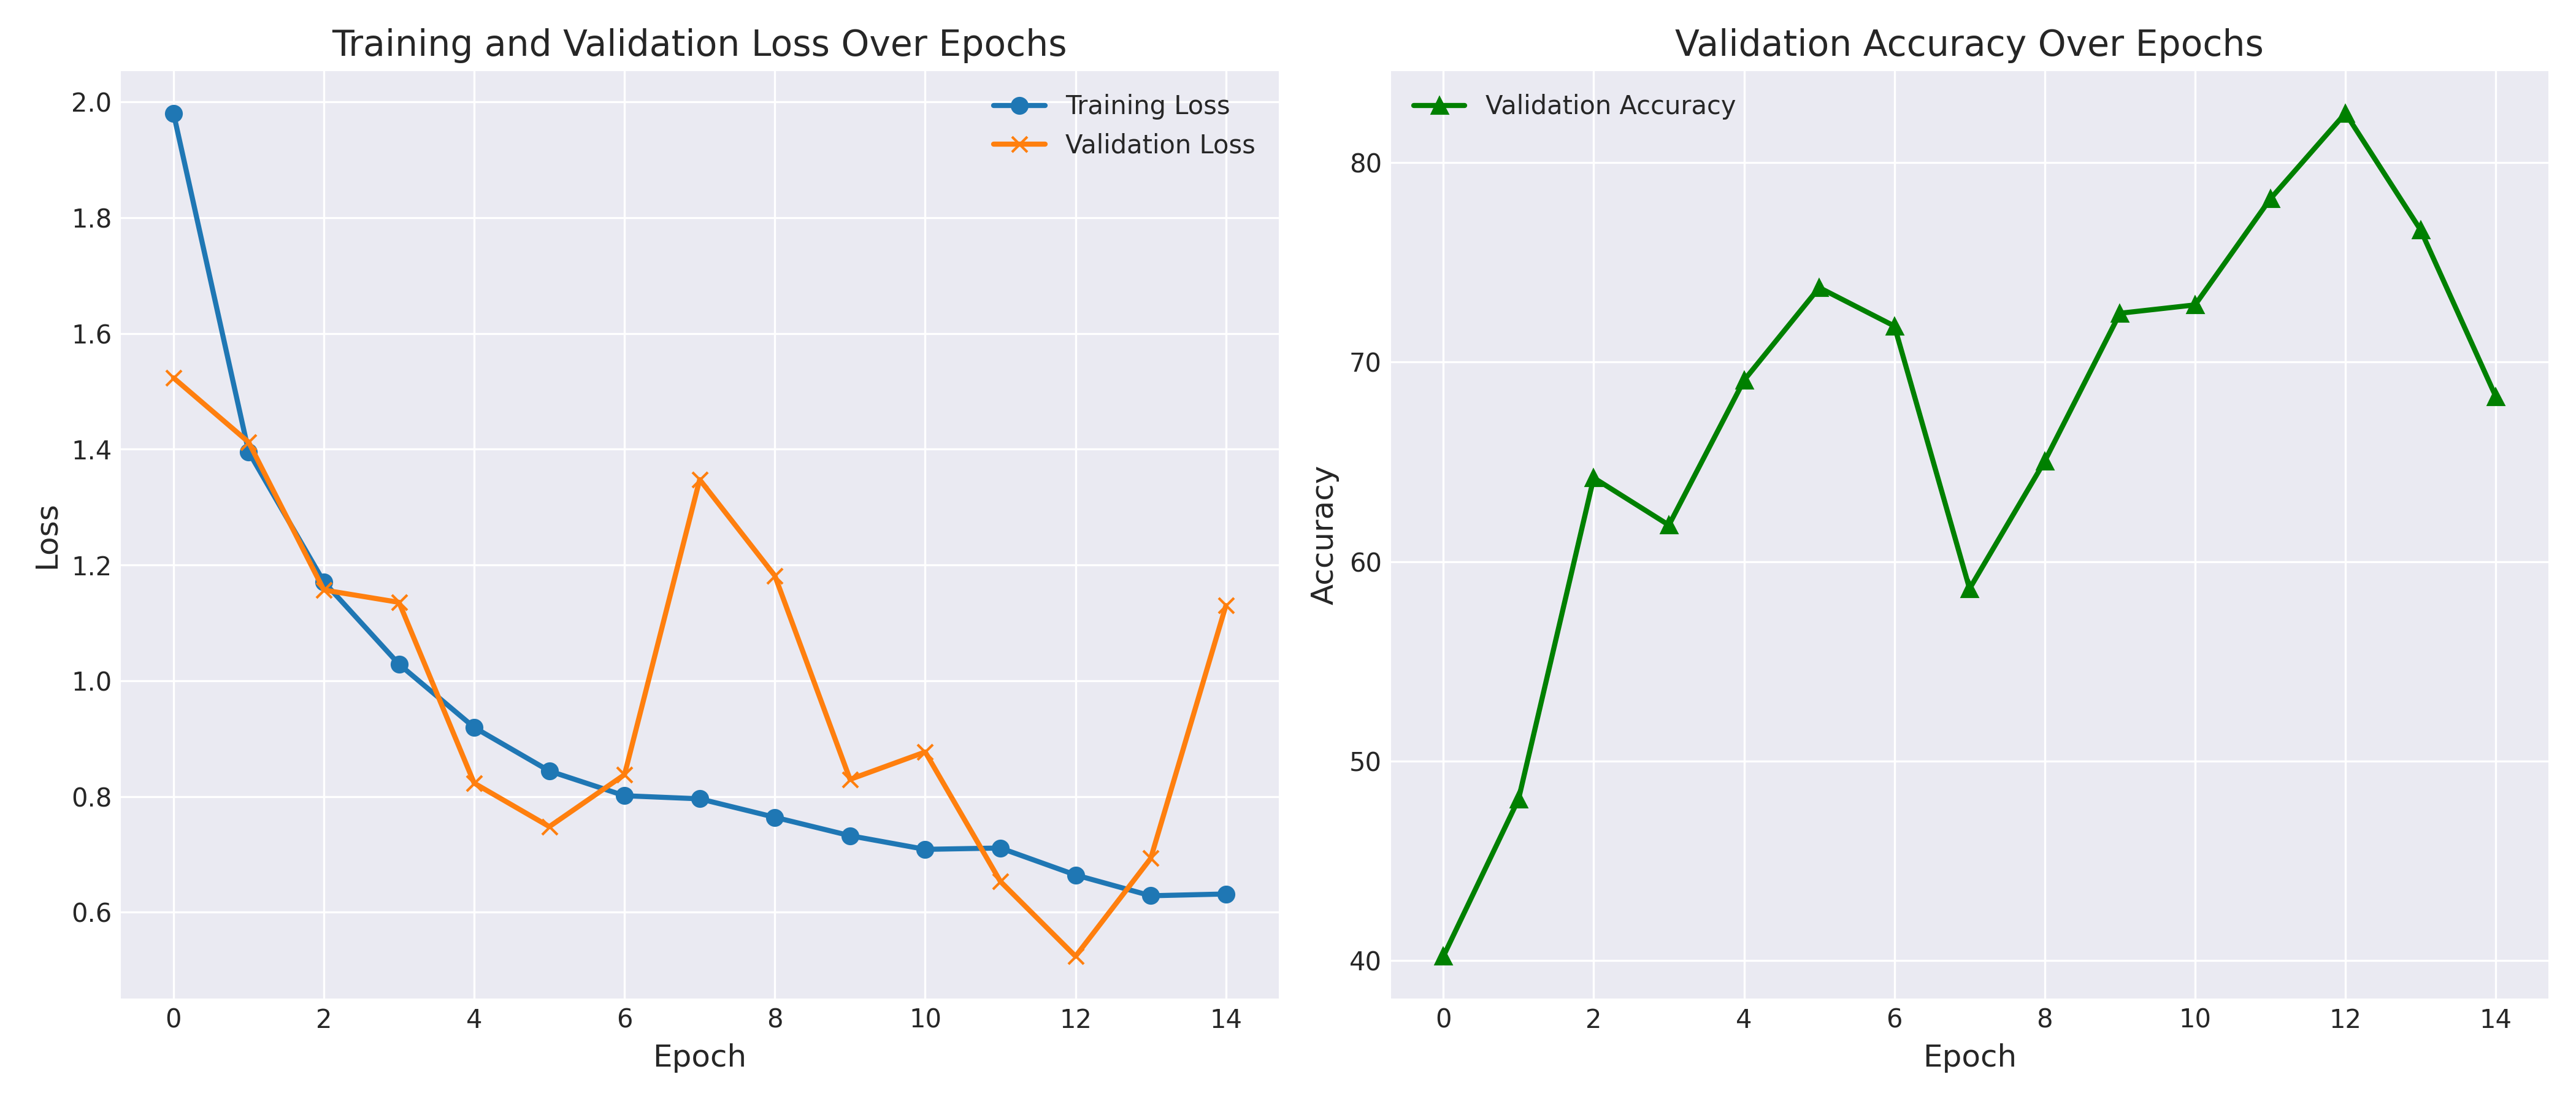 Training and Validation Loss Over Epochs
Training Loss
Validation Loss
2.0
1.8
1.6
1.4
1.2
1.0
0.8
0.6
Loss
0 2 4 6 8 10 12 14
Epoch
Validation Accuracy Over Epochs
Validation Accuracy
80
70
60
50
40
Accuracy
0 2 4 6 8 10 12 14
Epoch